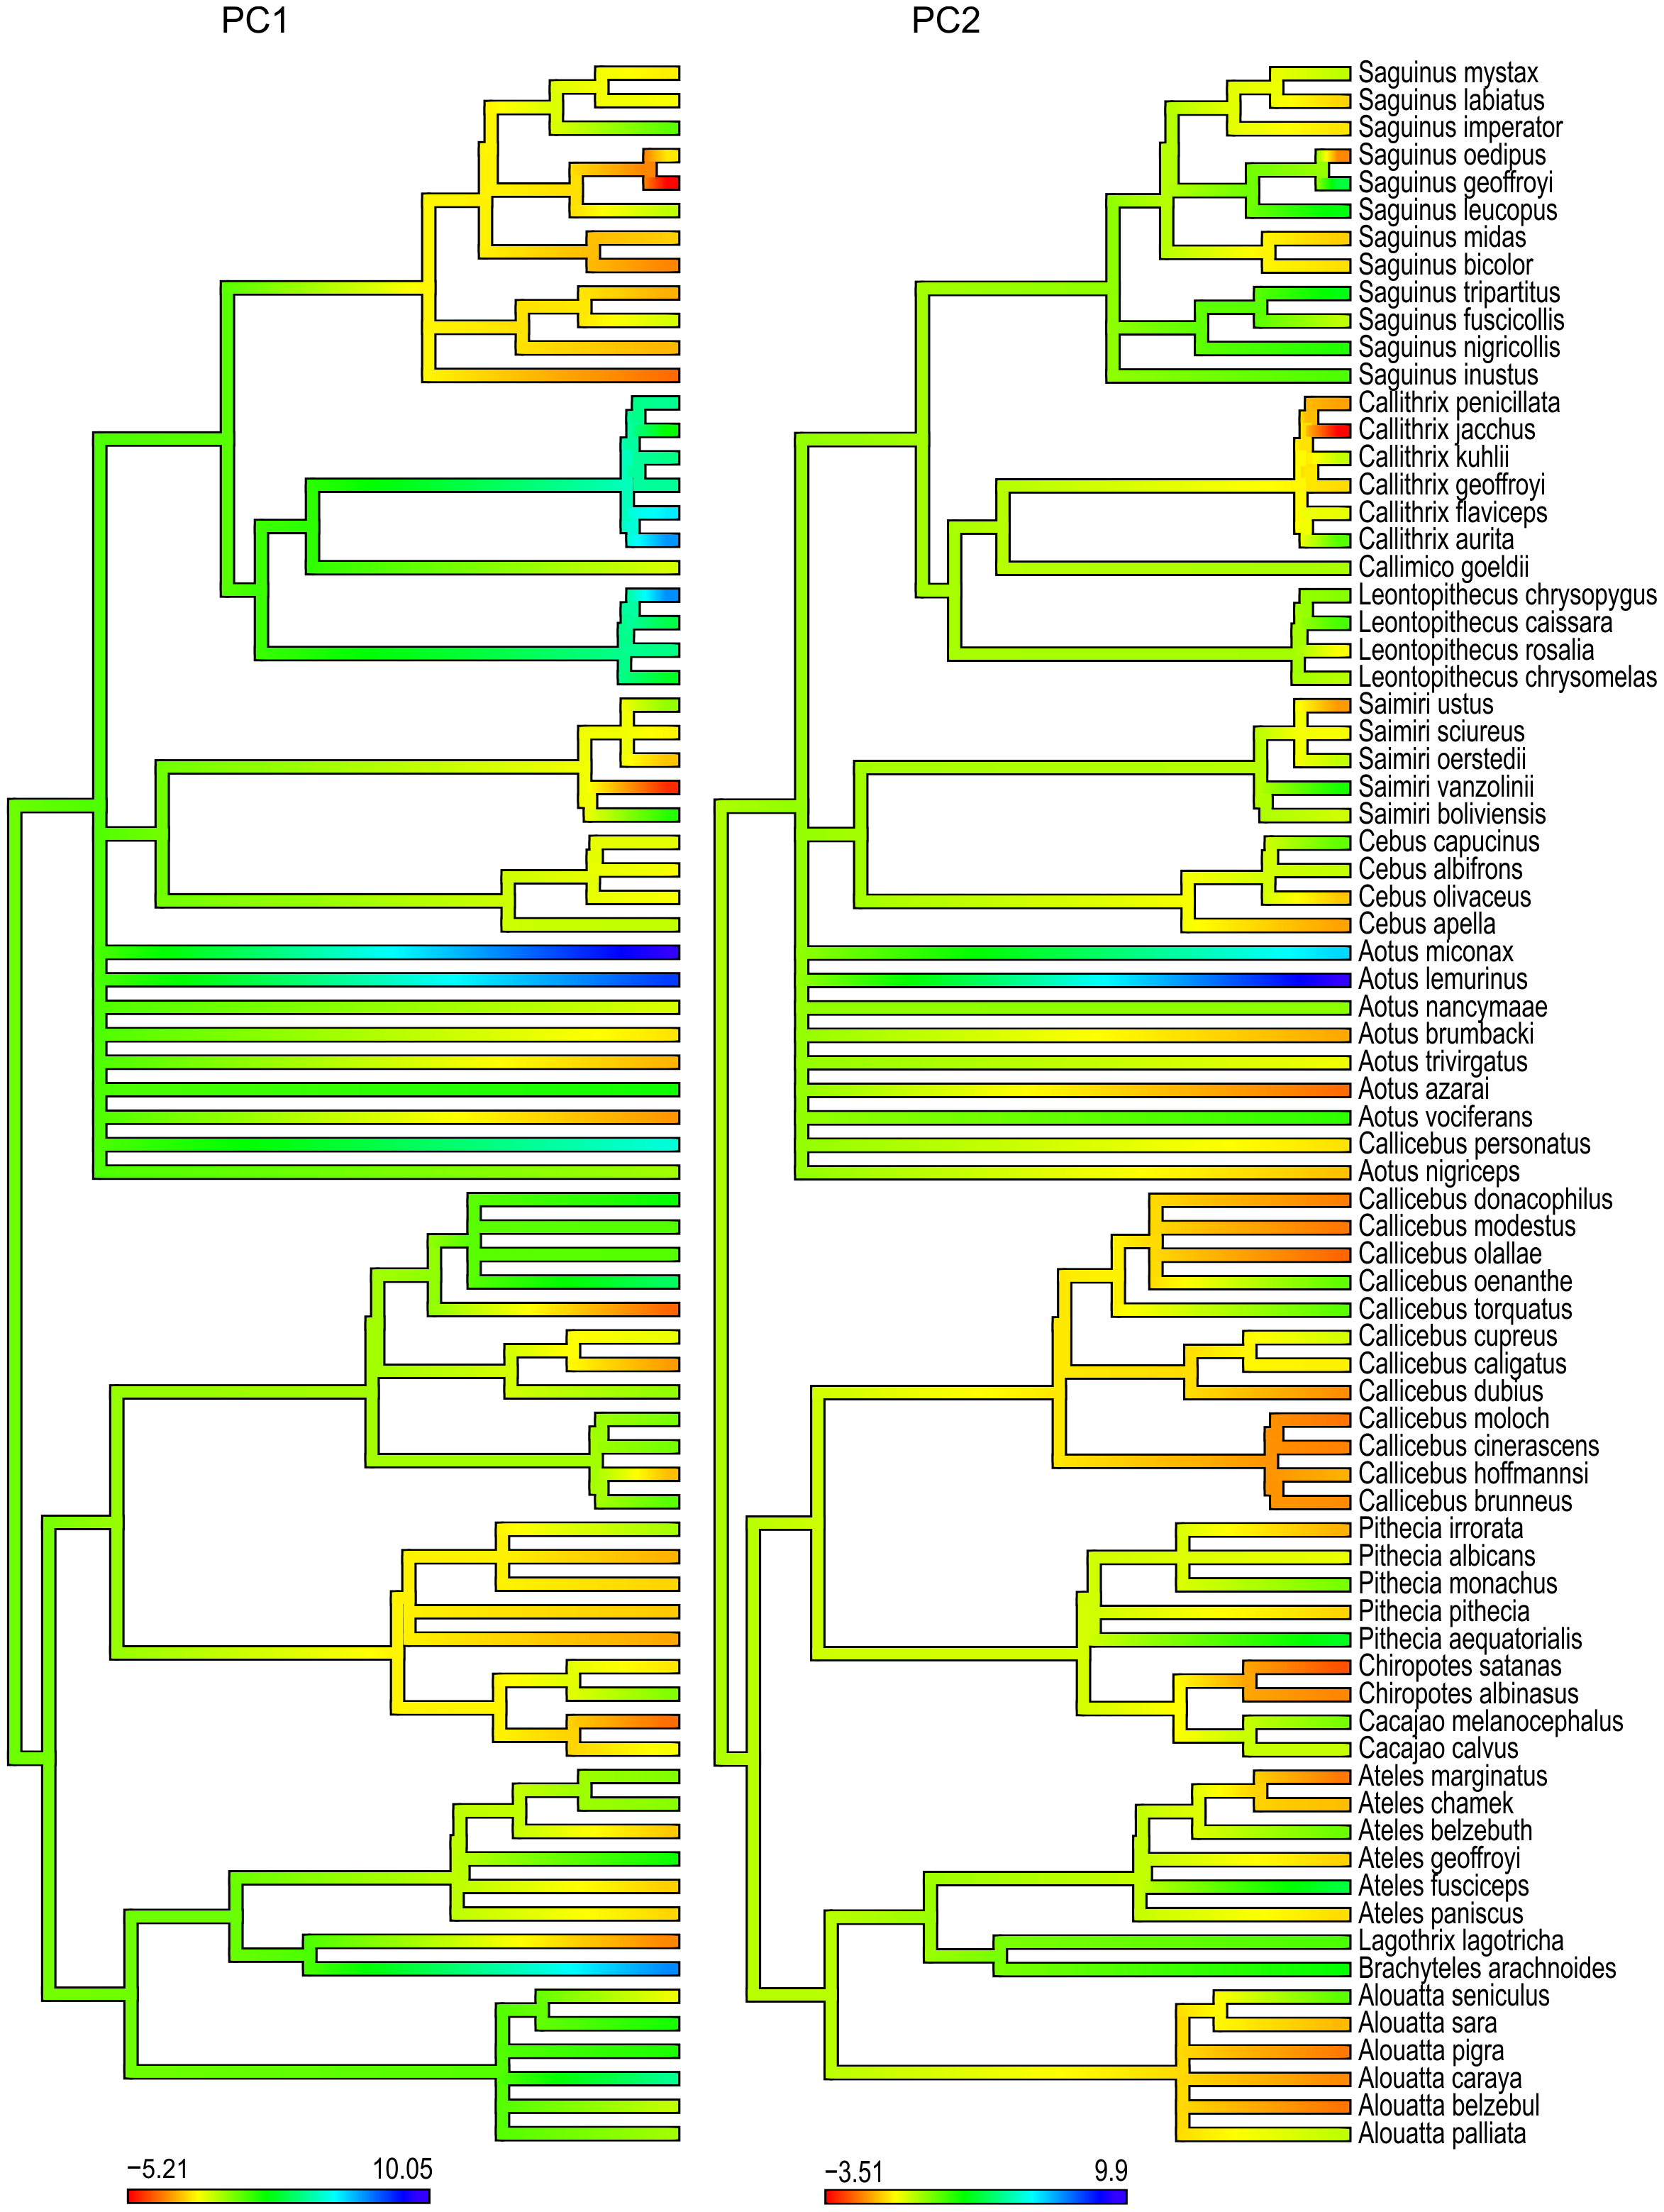 PC1 PC2
Saguinus mystax
Saguinus labiatus
Saguinus imperator
Saguinus oedipus
Saguinus geoffroyi
Saguinus leucopus
Saguinus midas
Saguinus bicolor
Saguinus tripartitus
Saguinus fuscicollis
Saguinus nigricollis
Saguinus inustus
Callithrix penicillata
Callithrix jacchus
Callithrix kuhlii
Callithrix geoffroyi
Callithrix flaviceps
Callithrix aurita
Callimico goeldii
Leontopithecus chrysopygus
Leontopithecus caissara
Leontopithecus rosalia
Leontopithecus chrysomelas
Saimiri ustus
Saimiri sciureus
Saimiri oerstedii
Saimiri vanzolinii
Saimiri boliviensis
Cebus capucinus
Cebus albifrons
Cebus olivaceus
Cebus apella
Aotus miconax
Aotus lemurinus
Aotus nancymaae
Aotus brumbacki
Aotus trivirgatus
Aotus azarai
Aotus vociferans
Callicebus personatus
Aotus nigriceps
Callicebus donacophilus
Callicebus modestus
Callicebus olallae
Callicebus oenanthe
Callicebus torquatus
Callicebus cupreus
Callicebus caligatus
Callicebus dubius
Callicebus moloch
Callicebus cinerascens
Callicebus hoffmannsi
Callicebus brunneus
Pithecia irrorata
Pithecia albicans
Pithecia monachus
Pithecia pithecia
Pithecia aequatorialis
Chiropotes satanas
Chiropotes albinasus
Cacajao melanocephalus
Cacajao calvus
Ateles marginatus
Ateles chamek
Ateles belzebuth
Ateles geoffroyi
Ateles fusciceps
Ateles paniscus
Lagothrix lagotricha
Brachyteles arachnoides
Alouatta seniculus
Alouatta sara
Alouatta pigra
Alouatta caraya
Alouatta belzebul
Alouatta palliata
−5.21 10.05 −3.51 9.9